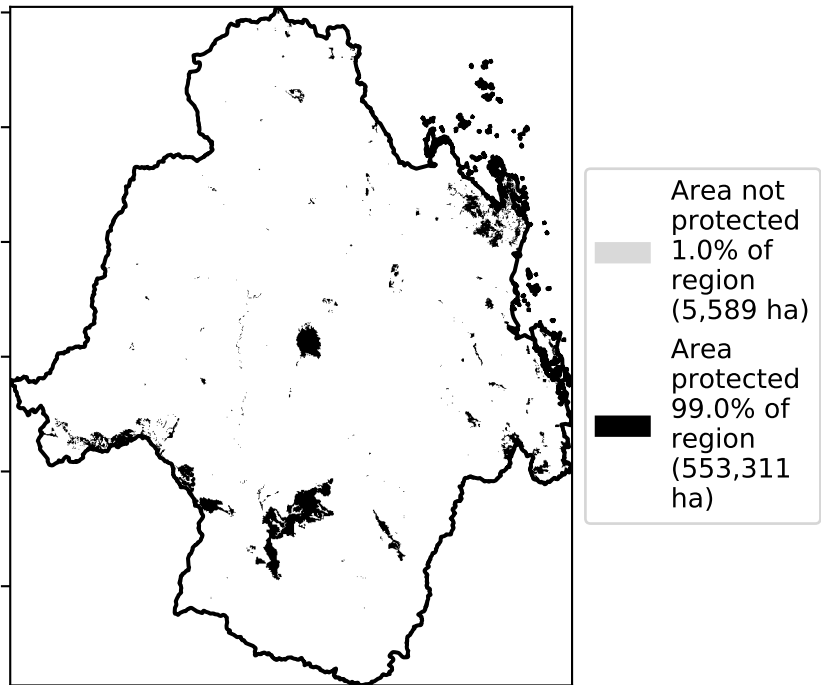 Area not
protected
1.0% of
region
(5,589 ha)
Area
protected
99.0% of
region
(553,311
ha)